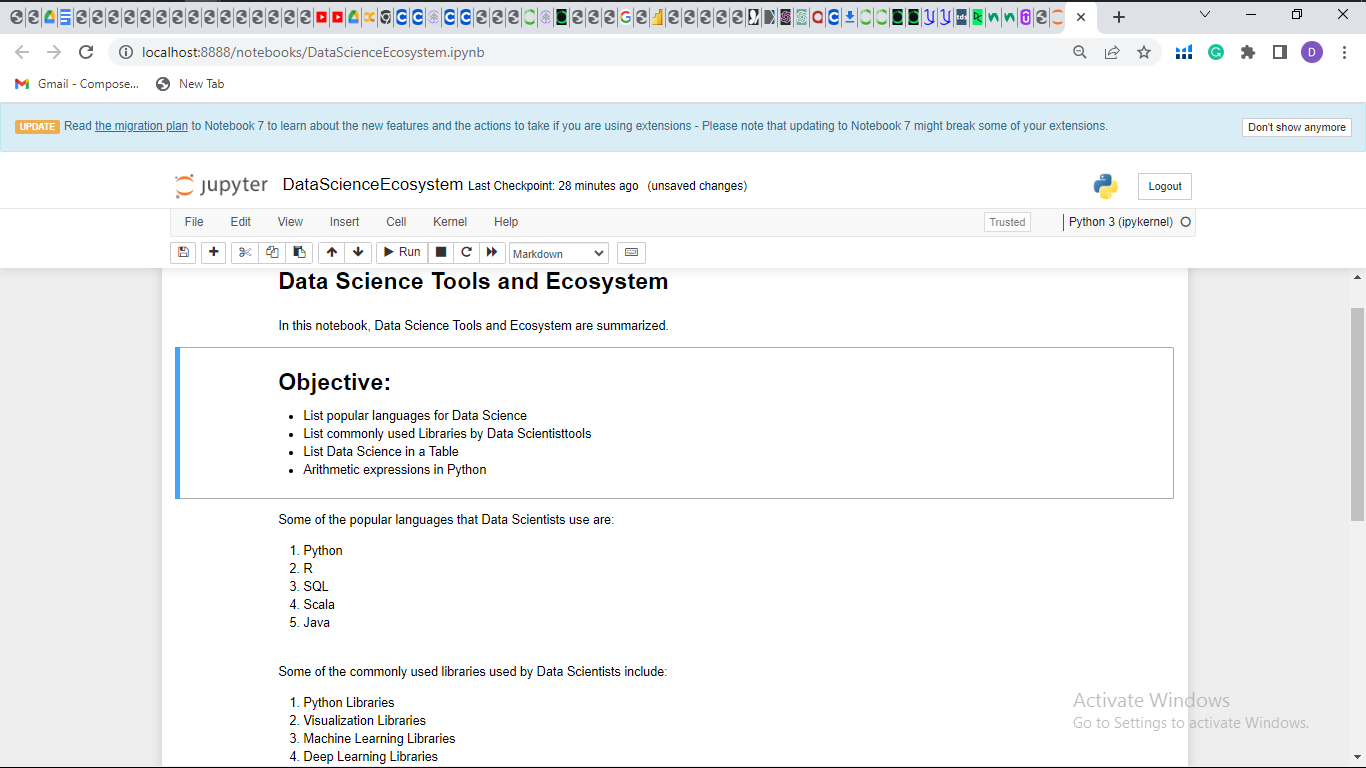 localhost:8888/notebooks/DataScienceEcosystem.ipynb
D
Gmail - Compose... New Tab
UPDATE Read the migration plan to Notebook 7 to learn about the new features and the actions to take if you are using extensions - Please note that updating to Notebook 7 might break some of your extensions. Don't show anymore
jupyter DataScienceEcosystem Last Checkpoint: 28 minutes ago (unsaved changes) Logout
File Edit View Insert Cell Kernel Help Trusted Python 3 (ipykernel)
Run Markdown
Data Science Tools and Ecosystem
In this notebook, Data Science Tools and Ecosystem are summarized.
Objective:
• List popular languages for Data Science
• List commonly used Libraries by Data Scientisttools
• List Data Science in a Table
• Arithmetic expressions in Python
Some of the popular languages that Data Scientists use are:
1. Python
2. R
3. SQL
4. Scala
5. Java
Some of the commonly used libraries used by Data Scientists include:
1. Python Libraries
2. Visualization Libraries
3. Machine Learning Libraries
4. Deep Learning Libraries
Activate Windows
Go to Settings to activate Windows.